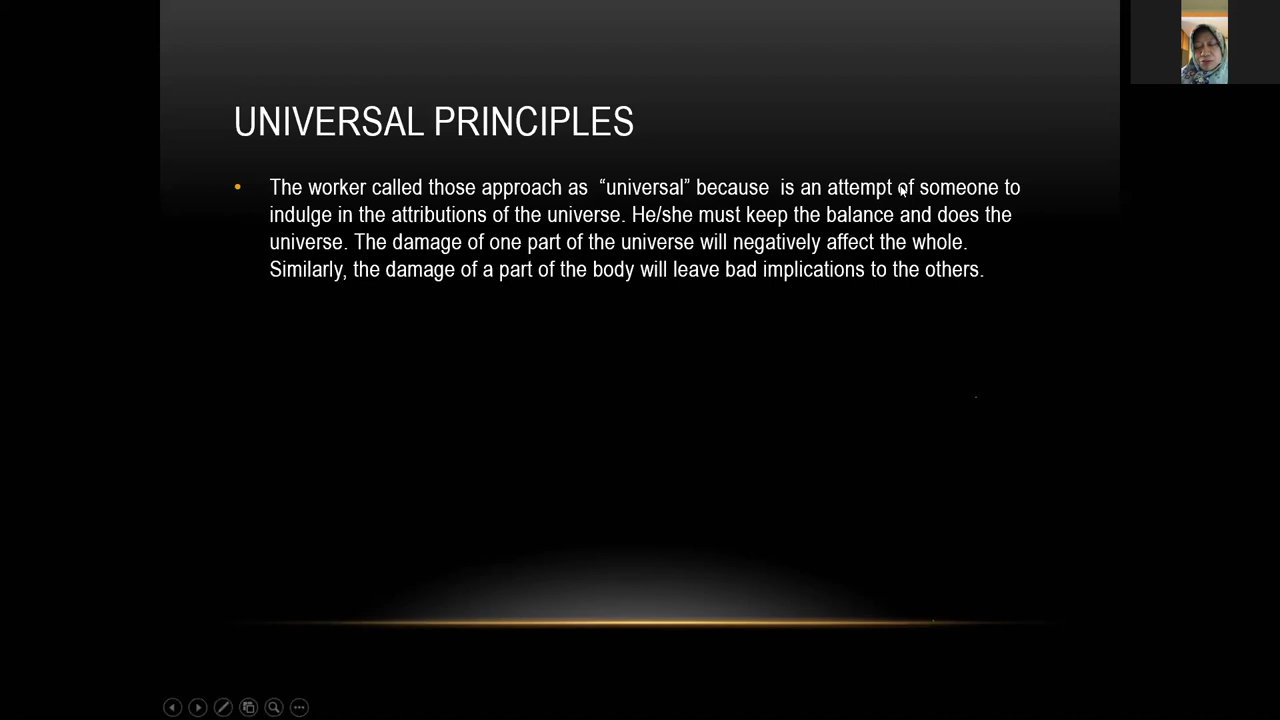 UNIVERSAL PRINCIPLES
• The worker called those approach as “universal” because is an attempt of someone to
indulge in the attributions of the universe. He/she must keep the balance and does the
universe. The damage of one part of the universe will negatively affect the whole.
Similarly, the damage of a part of the body will leave bad implications to the others.